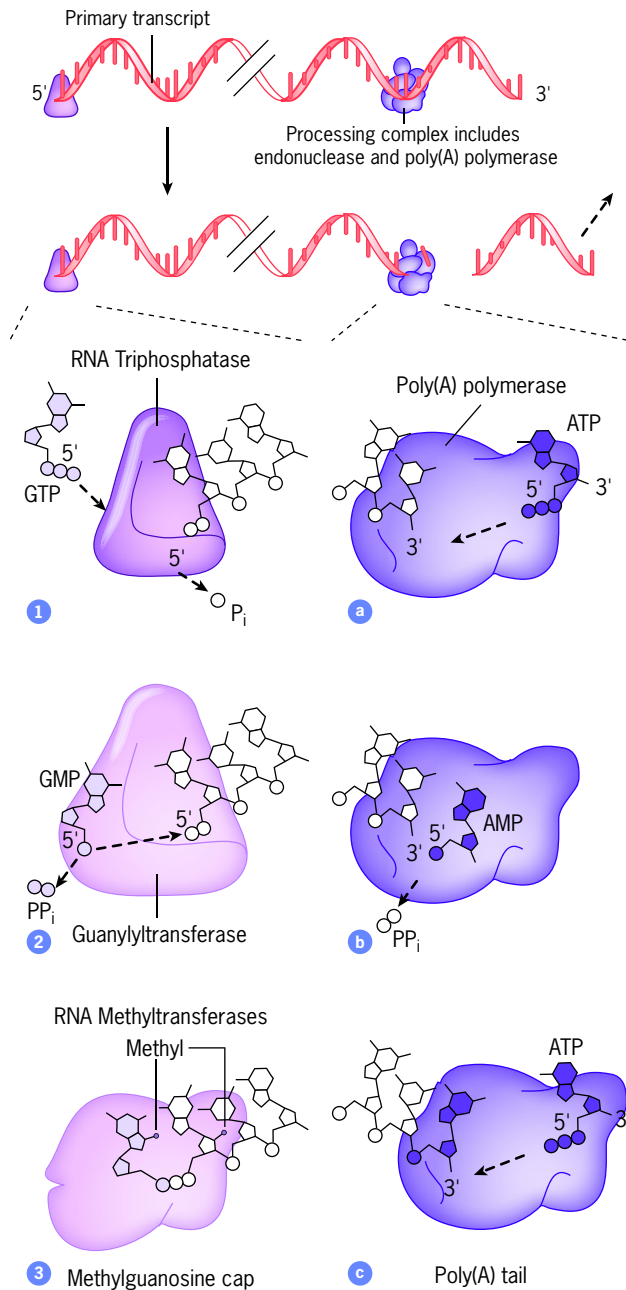 Primary transcript
5'
3'
Processing complex includes
endonuclease and poly(A) polymerase
RNA Triphosphatase
5'
GTP
5'
Pi
1
Poly(A) polymerase
ATP
5'
3'
3'
a
GMP
5'
5'
PPi
2
Guanylyltransferase
5'
AMP
3'
PPi
b
RNA Methyltransferases
Methyl
3
Methylguanosine cap
ATP
5'
3'
3'
c
Poly(A) tail